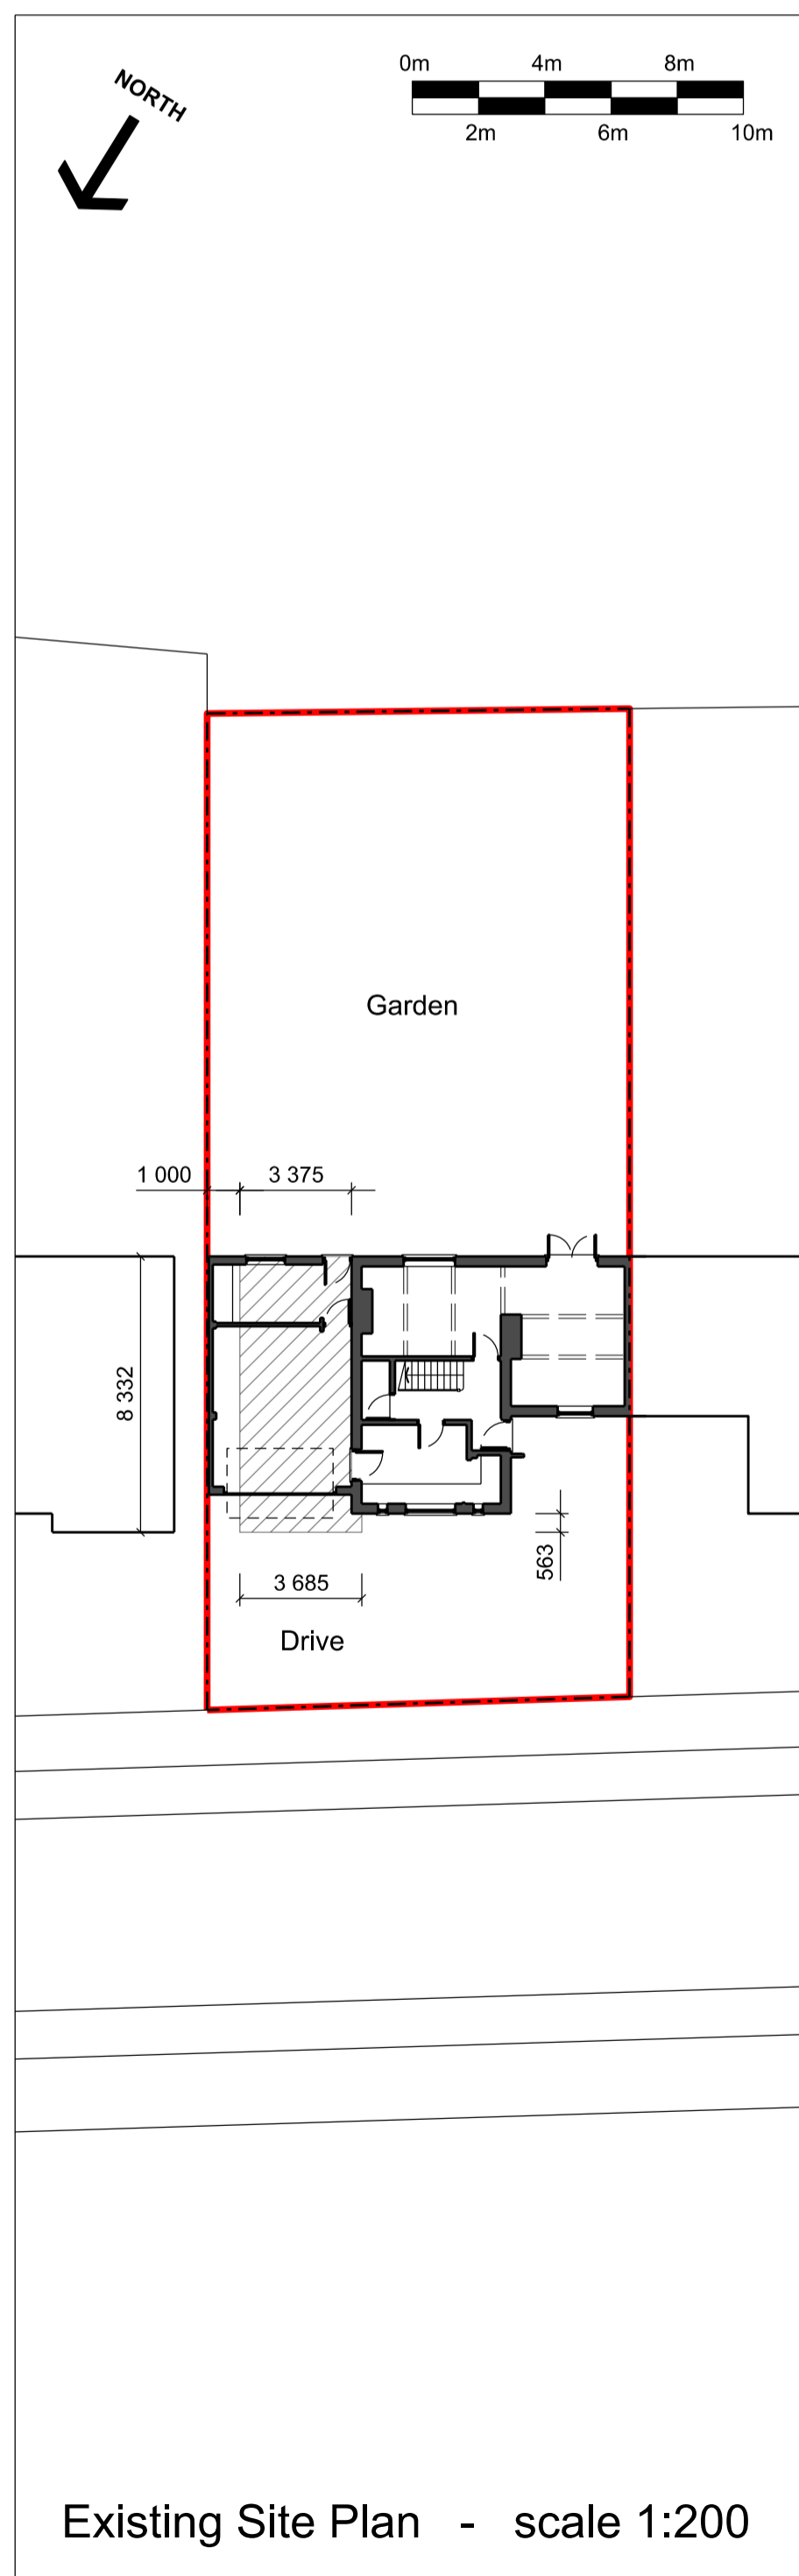 0m 4m 8m
NORTH
2m 6m 10m
Garden
1 000 3 375
8 332
563
3 685
Drive
Existing Site Plan - scale 1:200